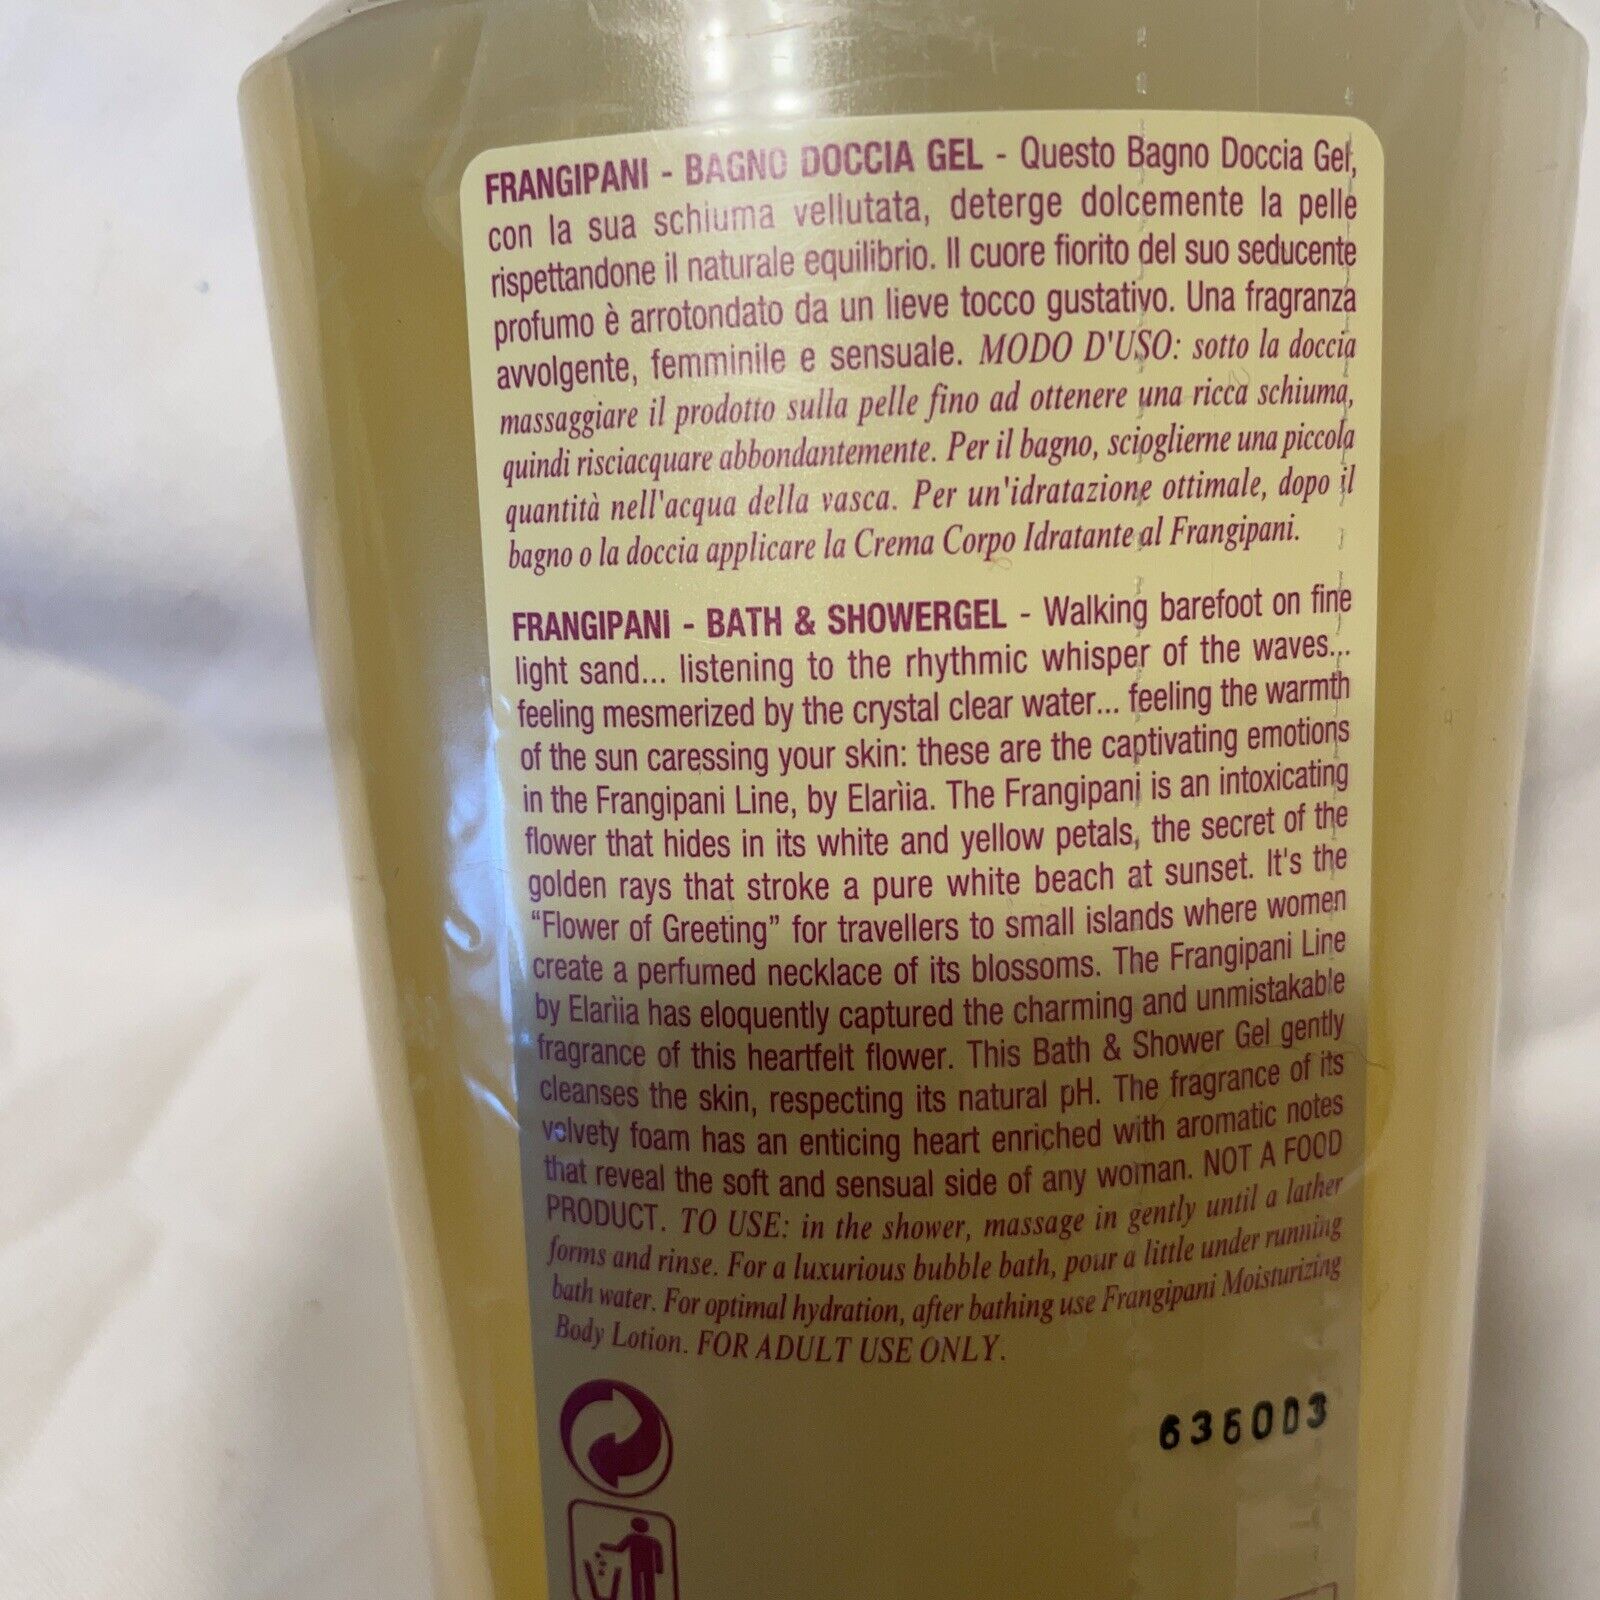 FRANGIPANI - BAGNO DOCCIA GEL - Questo Bagno Doccia Gel,
con la sua schiuma vellutata, deterge dolcemente la pelle
rispettandone il naturale equilibrio. Il cuore fiorito del suo seducente
profumo è arrotondato da un lieve tocco gustativo. Una fragranza
avvolgente, femminile e sensuale. MODO D'USO: sotto la doccia
massaggiare il prodotto sulla pelle fino ad ottenere una ricca schiuma,
quindi risciacquare abbondantemente. Per il bagno, scioglierne una piccola
quantità nell'acqua della vasca. Per un'idratazione ottimale, dopo il
bagno o la doccia applicare la Crema Corpo Idratante al Frangipani.
FRANGIPANI - BATH & SHOWERGEL - Walking barefoot on fine
light sand... listening to the rhythmic whisper of the waves...
feeling mesmerized by the crystal clear water... feeling the warmth
of the sun caressing your skin: these are the captivating emotions
in the Frangipani Line, by Elarìia. The Frangipani is an intoxicating
flower that hides in its white and yellow petals, the secret of the
golden rays that stroke a pure white beach at sunset. It's the
“Flower of Greeting” for travellers to small islands where women
create a perfumed necklace of its blossoms. The Frangipani Line
by Elarìia has eloquently captured the charming and unmistakable
fragrance of this heartfelt flower. This Bath & Shower Gel gently
cleanses the skin, respecting its natural pH. The fragrance of its
velvety foam has an enticing heart enriched with aromatic notes
that reveal the soft and sensual side of any woman. NOT A FOOD
PRODUCT. TO USE: in the shower, massage in gently until a lather
forms and rinse. For a luxurious bubble bath, pour a little under running
bath water. For optimal hydration, after bathing use Frangipani Moisturizing
Body Lotion. FOR ADULT USE ONLY.
636003